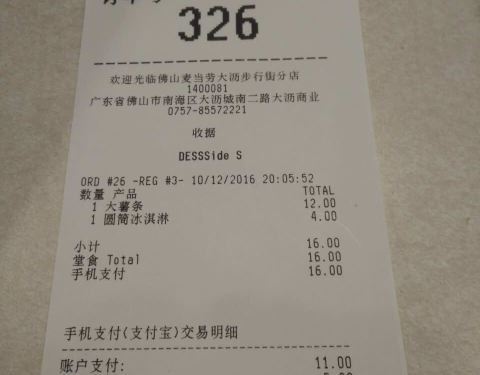 326
欢迎光临佛山麦当劳大沥步行街分店
1400081
广东省佛山市南海区大沥城南二路大沥商业
0757-85572221
收据
DESSSide S
ORD #26 -REG #3- 10/12/2016 20:05:52
数量 产品 TOTAL
1 大薯条 12.00
1 圆筒冰淇淋 4.00
小计 16.00
堂食 Total 16.00
手机支付 16.00
手机支付(支付宝)交易明细
账户支付: 11.00